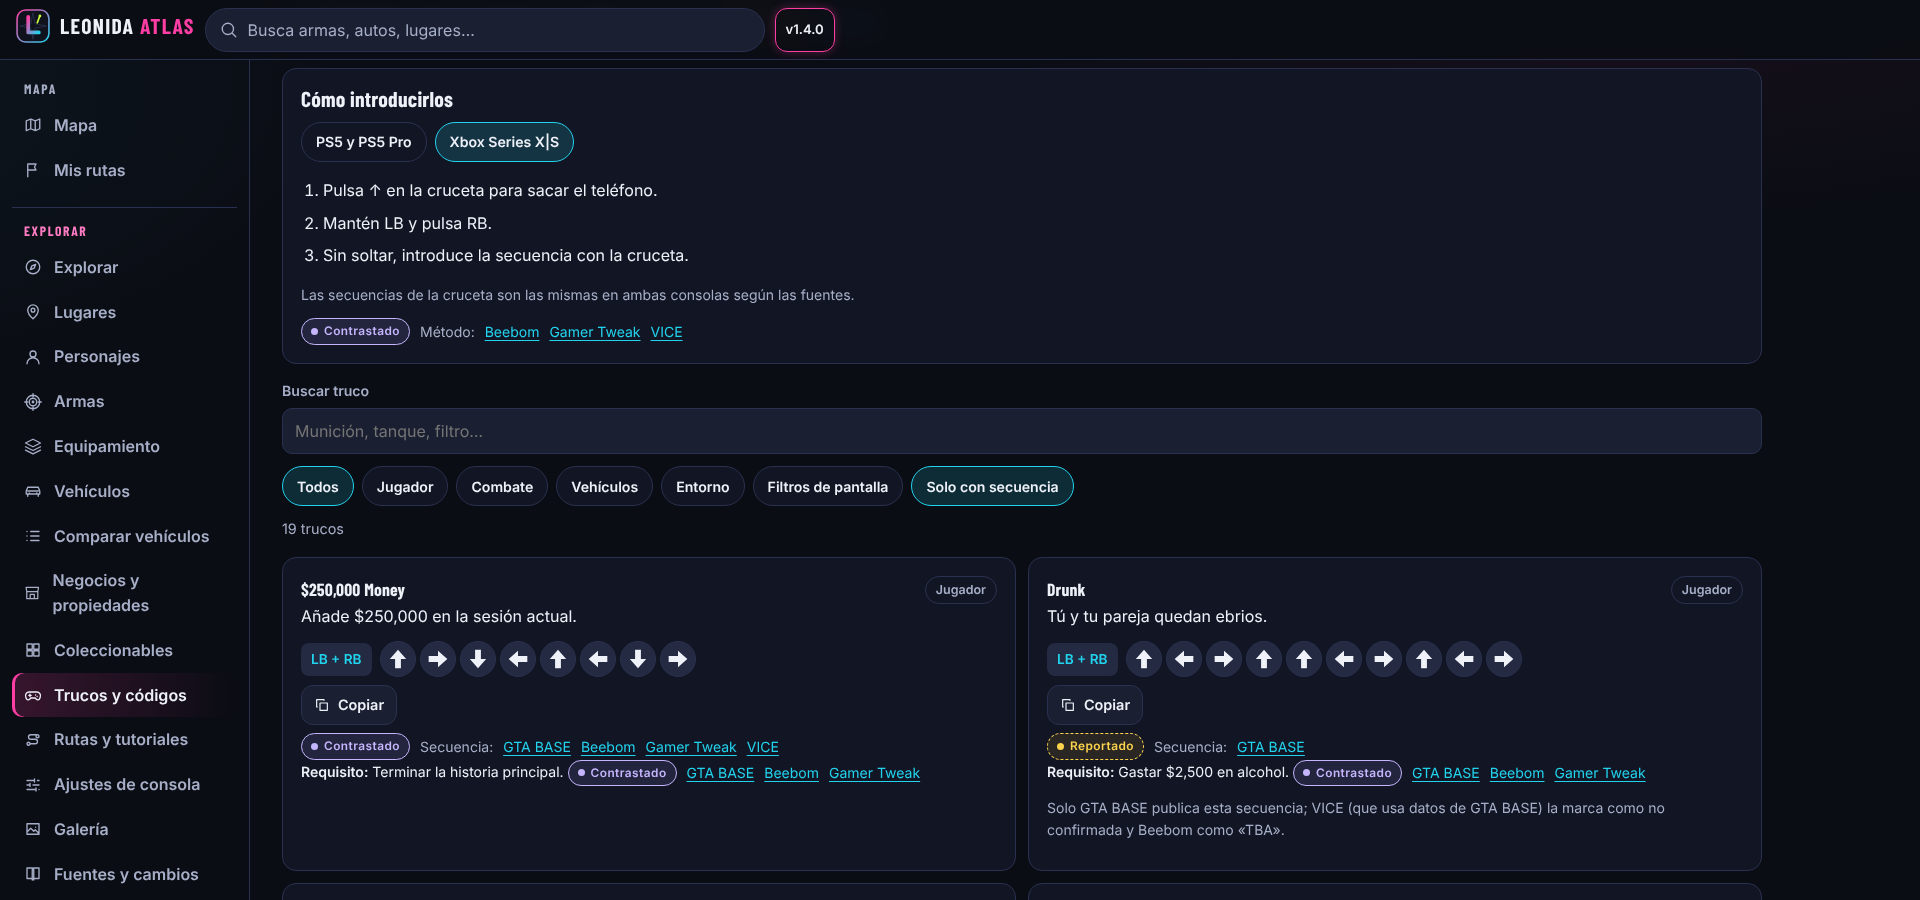 LEONIDA ATLAS
Busca armas, autos, lugares...
v1.4.0
MAPA
Mapa
Mis rutas
EXPLORAR
Explorar
Lugares
Personajes
Armas
Equipamiento
Vehículos
Comparar vehículos
Negocios y
propiedades
Coleccionables
Trucos y códigos
Rutas y tutoriales
Ajustes de consola
Galería
Fuentes y cambios
Cómo introducirlos
PS5 y PS5 Pro
Xbox Series X|S
1. Pulsa ↑ en la cruceta para sacar el teléfono.
2. Mantén LB y pulsa RB.
3. Sin soltar, introduce la secuencia con la cruceta.
Las secuencias de la cruceta son las mismas en ambas consolas según las fuentes.
Contrastado Método: Beebom Gamer Tweak VICE
Buscar truco
Munición, tanque, filtro...
Todos Jugador Combate Vehículos Entorno Filtros de pantalla Solo con secuencia
19 trucos
$250,000 Money Jugador
Añade $250,000 en la sesión actual.
LB + RB ↑ → ↓ ← ↑ ← ↓ →
Copiar
Contrastado Secuencia: GTA BASE Beebom Gamer Tweak VICE
Requisito: Terminar la historia principal. Contrastado GTA BASE Beebom Gamer Tweak
Drunk Jugador
Tú y tu pareja quedan ebrios.
LB + RB ↑ ← → ↑ ↑ ← → ↑ ← →
Copiar
Reportado Secuencia: GTA BASE
Requisito: Gastar $2,500 en alcohol. Contrastado GTA BASE Beebom Gamer Tweak
Solo GTA BASE publica esta secuencia; VICE (que usa datos de GTA BASE) la marca como no
confirmada y Beebom como «TBA».